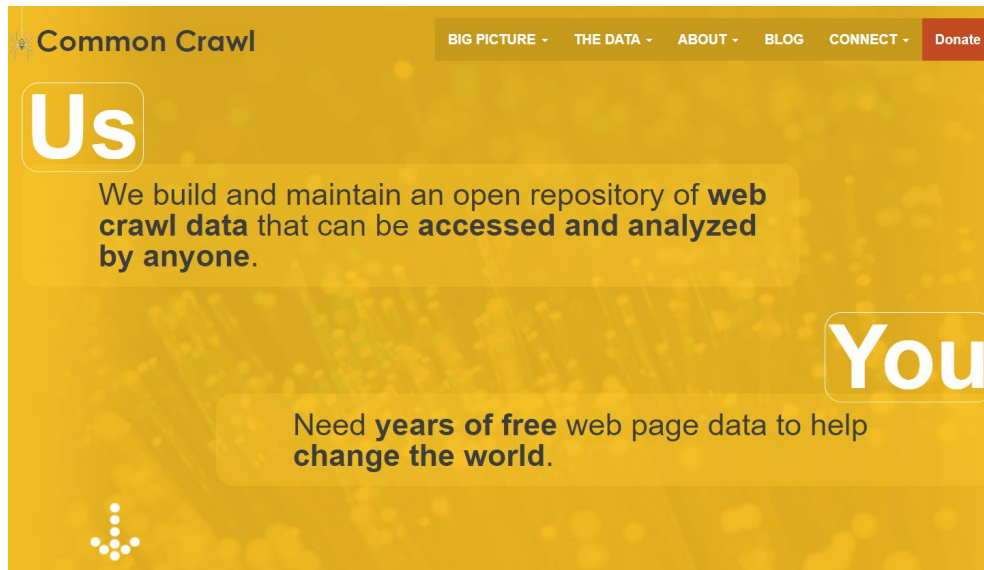 Common Crawl
BIG PICTURE THE DATA ABOUT BLOG CONNECT Donate
Us
We build and maintain an open repository of web
crawl data that can be accessed and analyzed
by anyone.
You
Need years of free web page data to help
change the world.